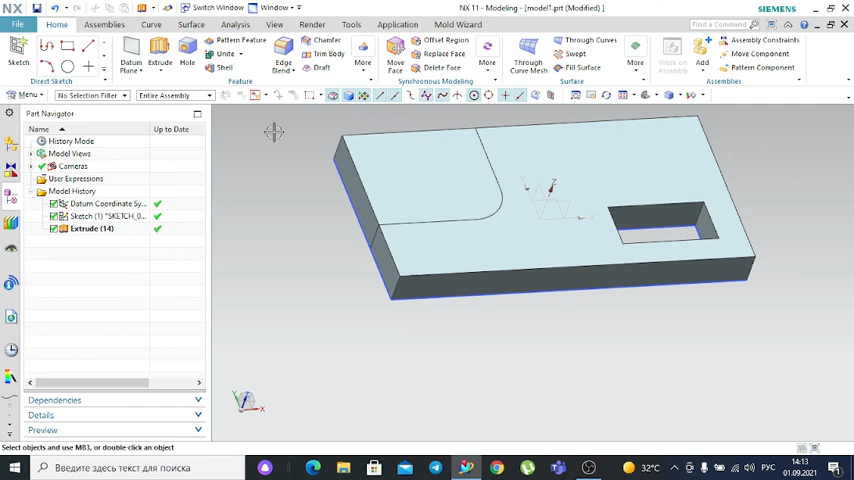 NX
Switch Window
Window
NX 11 - Modeling - [model1.prt (Modified) ]
SIEMENS
File
Home
Assemblies
Curve
Surface
Analysis
View
Render
Tools
Application
Mold Wizard
Find a Command
Sketch
Direct Sketch
Datum Plane
Extrude
Hole
Pattern Feature
Unite
Shell
Edge Blend
Chamfer
Trim Body
Draft
More
Feature
Move Face
Offset Region
Replace Face
Delete Face
More
Synchronous Modeling
Through Curve Mesh
Through Curves
Swept
Fill Surface
More
Surface
Add
Assembly Constraints
Move Component
Pattern Component
Assemblies
Menu
No Selection Filter
Entire Assembly
Part Navigator
Name
Up to Date
History Mode
Model Views
Cameras
User Expressions
Model History
Datum Coordinate Sy...
Sketch (1) "SKETCH_0...
Extrude (14)
Dependencies
Details
Preview
Z
Y
X
Y
Z
X
Select objects and use MB3, or double-click an object
Введите здесь текст для поиска
32°C
РУС
14:13
01.09.2021